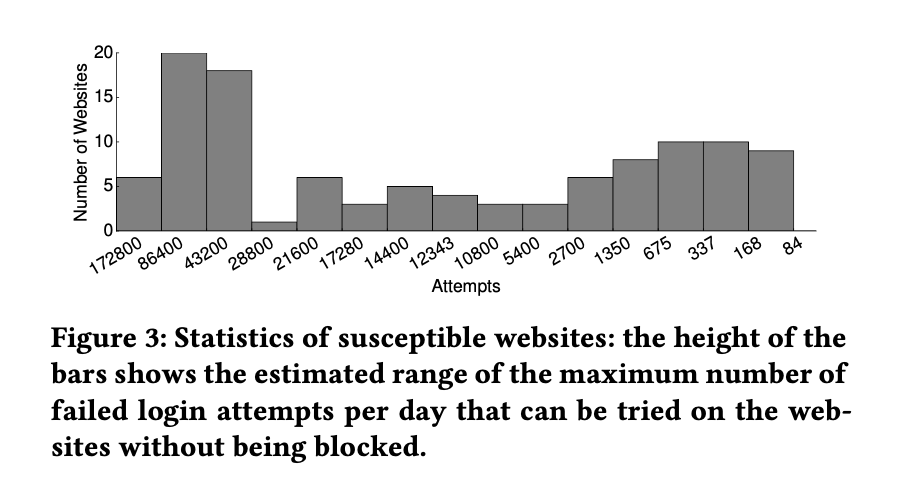 20
15
10
5
0
Number of Websites
172800 86400 43200 28800 21600 17280 14400 12343 10800 5400 2700 1350 675 337 168 84
Attempts
Figure 3: Statistics of susceptible websites: the height of the
bars shows the estimated range of the maximum number of
failed login attempts per day that can be tried on the web-
sites without being blocked.